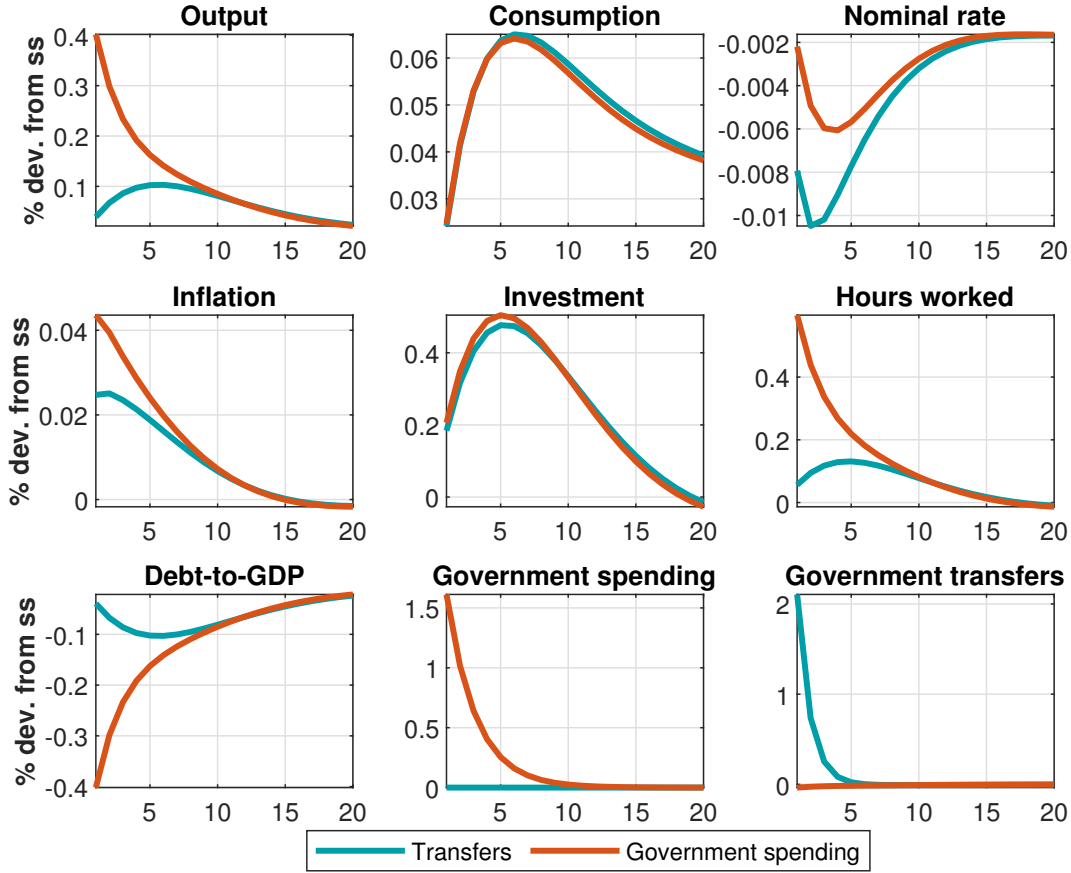 Output
Consumption
Nominal rate
% dev. from ss
0.4
0.3
0.2
0.1
5 10 15 20
0.06
0.05
0.04
0.03
5 10 15 20
-0.002
-0.004
-0.006
-0.008
-0.01
5 10 15 20
Inflation
Investment
Hours worked
% dev. from ss
0.04
0.02
0
5 10 15 20
0.4
0.2
0
5 10 15 20
0.4
0.2
0
5 10 15 20
Debt-to-GDP
Government spending
Government transfers
% dev. from ss
-0.1
-0.2
-0.3
-0.4
5 10 15 20
1.5
1
0.5
0
5 10 15 20
2
1
0
5 10 15 20
Transfers
Government spending